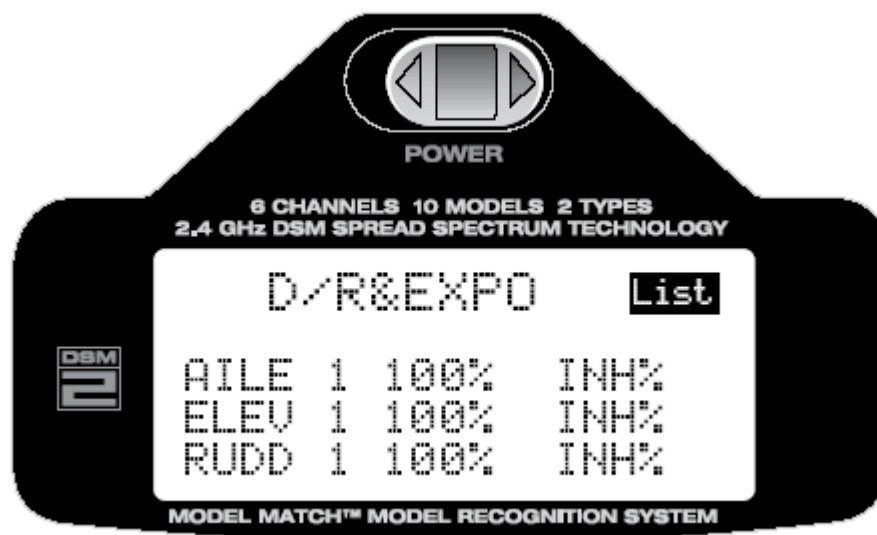 POWER
6 CHANNELS 10 MODELS 2 TYPES
2.4 GHz DSM SPREAD SPECTRUM TECHNOLOGY
D/R&EXPO List
DSM
2
AILE 1 100% INH%
ELEV 1 100% INH%
RUDD 1 100% INH%
MODEL MATCH™ MODEL RECOGNITION SYSTEM